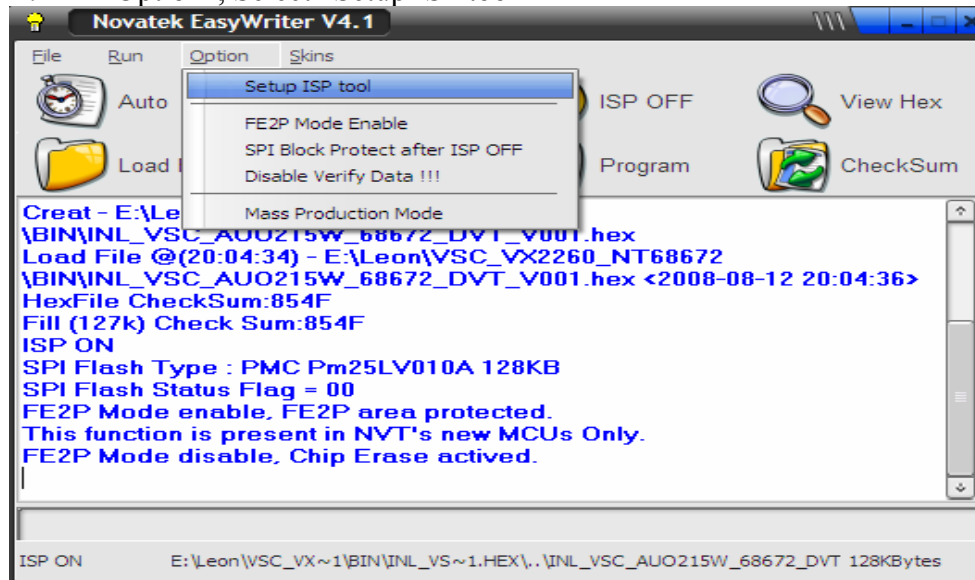 Novatek EasyWriter V4.1
File Run Option Skins
Setup ISP tool
FE2P Mode Enable
SPI Block Protect after ISP OFF
Disable Verify Data !!!
Mass Production Mode
Auto ISP OFF View Hex
Load Program CheckSum
Creat - E:\Le
\BIN\INL_VSC_AUO215W_68672_DVT_V001.hex
Load File @(20:04:34) - E:\Leon\VSC_VX2260_NT68672
\BIN\INL_VSC_AUO215W_68672_DVT_V001.hex <2008-08-12 20:04:36>
HexFile CheckSum:854F
Fill (127k) Check Sum:854F
ISP ON
SPI Flash Type : PMC Pm25LV010A 128KB
SPI Flash Status Flag = 00
FE2P Mode enable, FE2P area protected.
This function is present in NVT's new MCUs Only.
FE2P Mode disable, Chip Erase actived.
ISP ON E:\Leon\VSC_VX~1\BIN\INL_VS~1.HEX\..\INL_VSC_AUO215W_68672_DVT 128KBytes